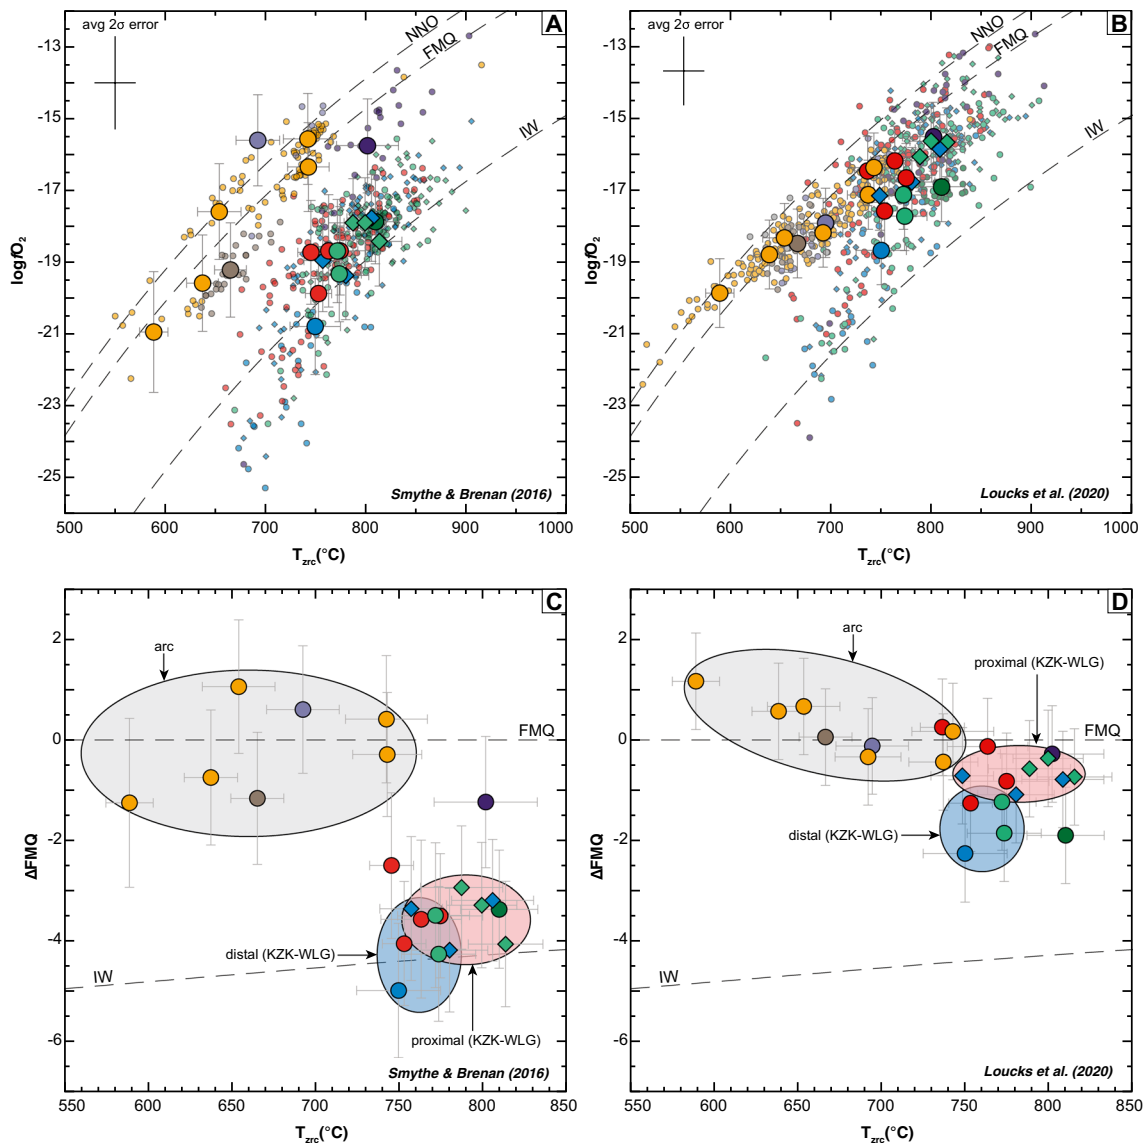 A
avg 2σ error
NNO
FMQ
IW
-13
-15
-17
-19
-21
-23
-25
logfO₂
500
600
700
800
900
1000
Tzrc(°C)
Smythe & Brenan (2016)
B
avg 2σ error
NNO
FMQ
IW
-13
-15
-17
-19
-21
-23
-25
logfO₂
500
600
700
800
900
1000
Tzrc(°C)
Loucks et al. (2020)
C
arc
FMQ
2
0
-2
-4
-6
ΔFMQ
distal (KZK-WLG)
IW
proximal (KZK-WLG)
Smythe & Brenan (2016)
550
600
650
700
750
800
850
Tzrc(°C)
D
arc
proximal (KZK-WLG)
FMQ
2
0
-2
-4
-6
ΔFMQ
distal (KZK-WLG)
IW
Loucks et al. (2020)
550
600
650
700
750
800
850
Tzrc(°C)